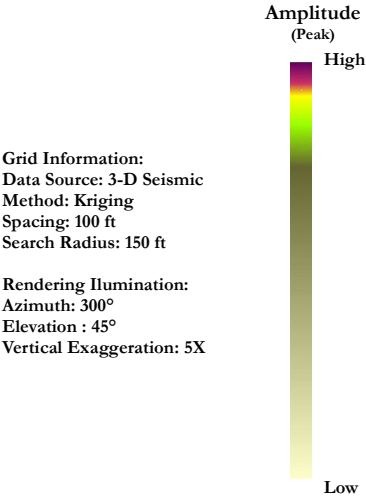 Amplitude
(Peak)
High
Grid Information:
Data Source: 3-D Seismic
Method: Kriging
Spacing: 100 ft
Search Radius: 150 ft
Rendering Ilumination:
Azimuth: 300°
Elevation : 45°
Vertical Exaggeration: 5X
Low